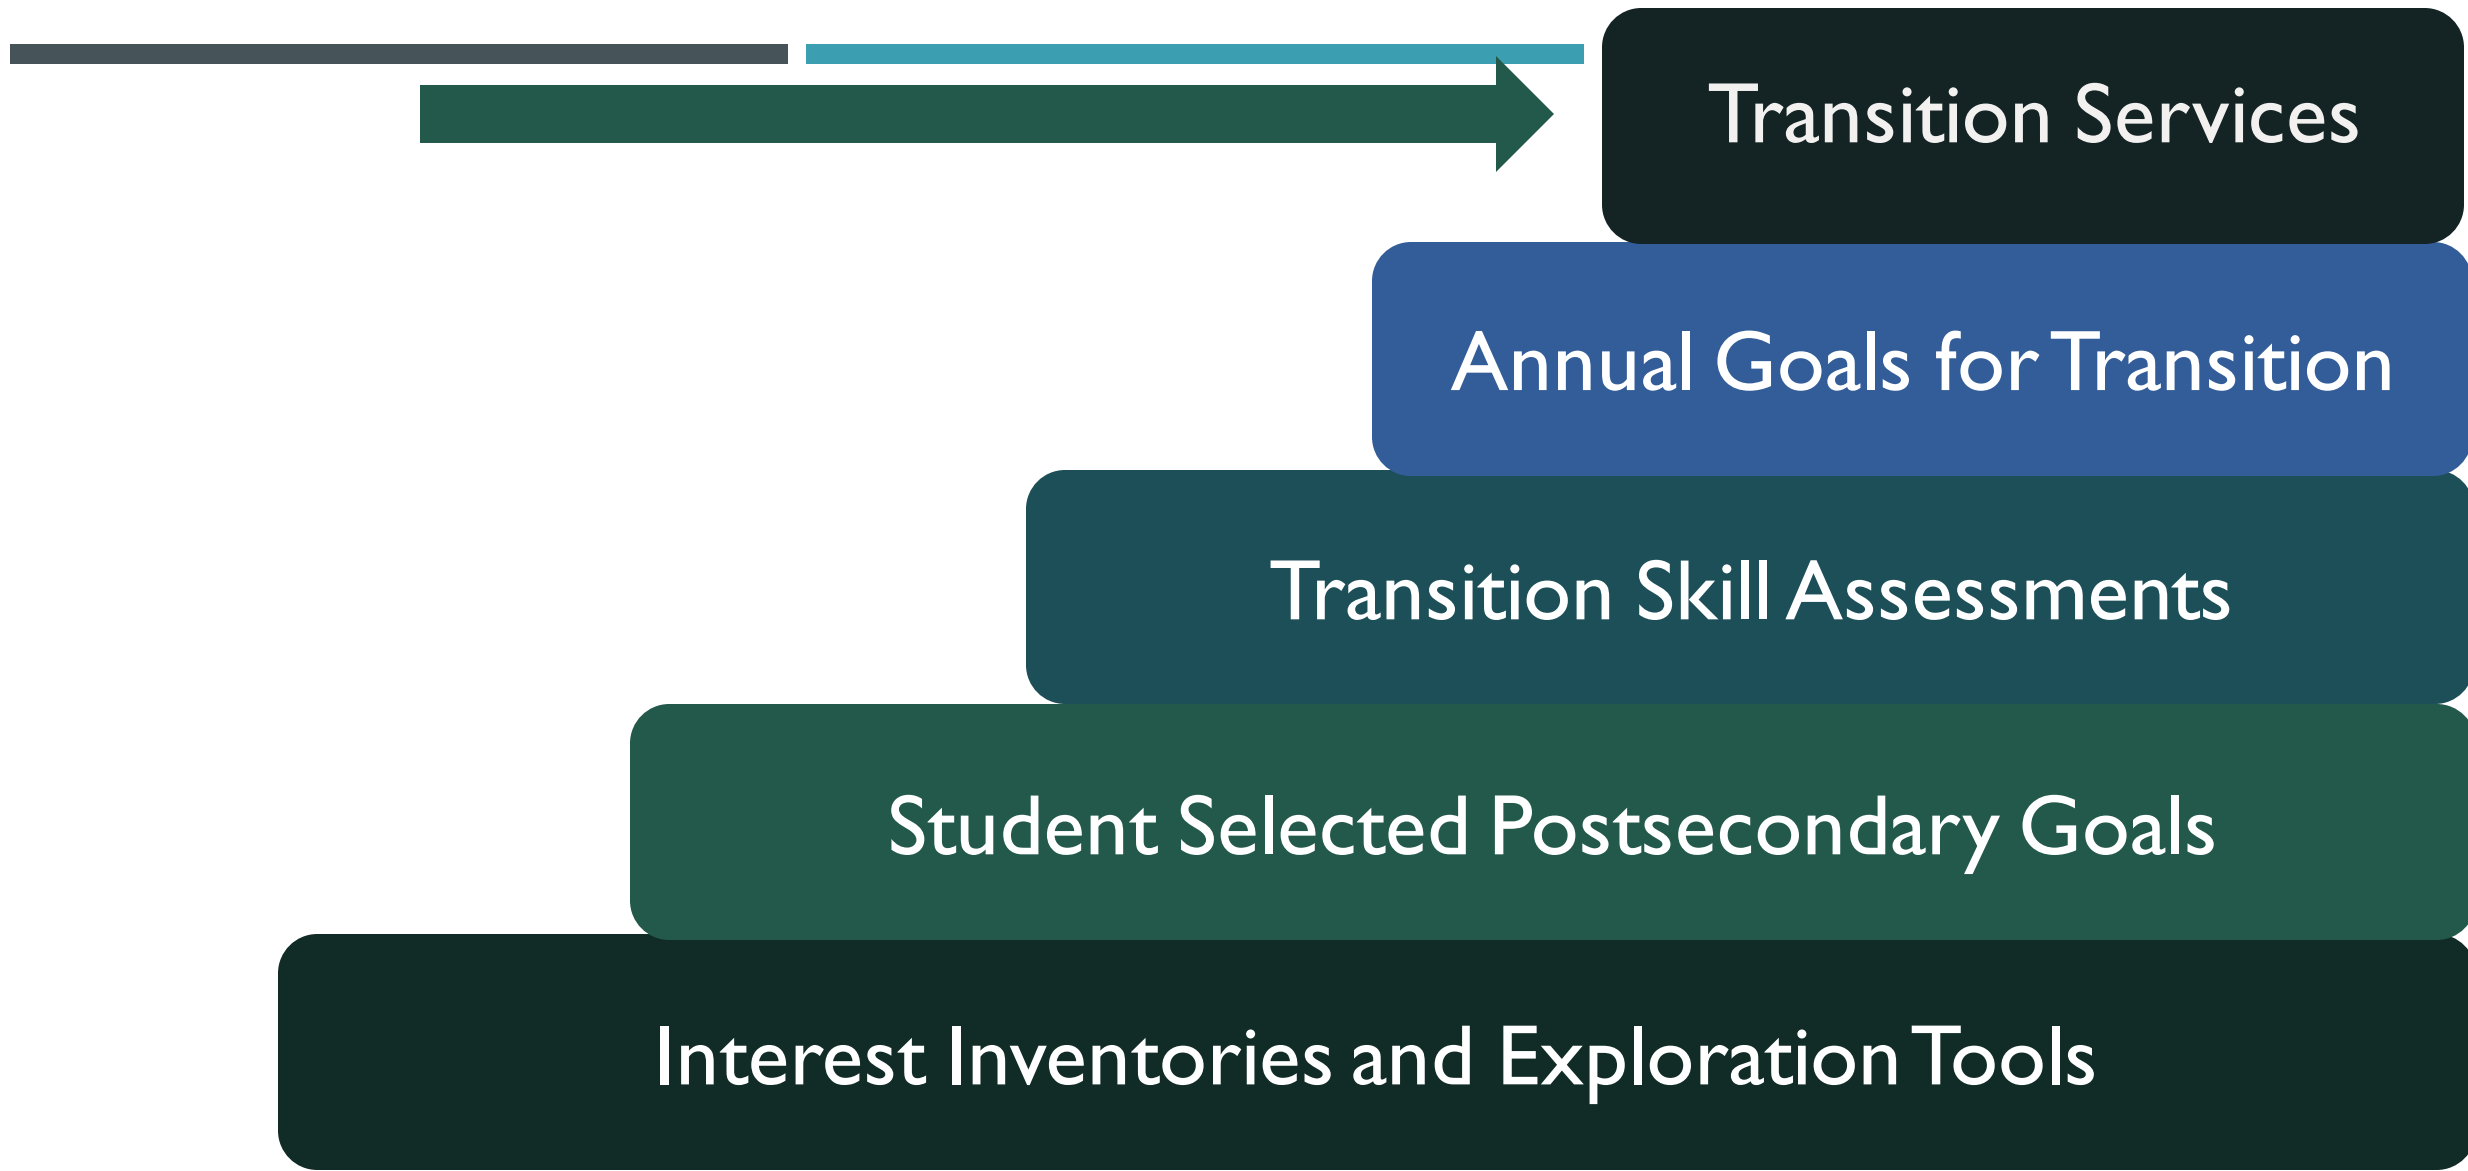 Transition Services
Annual Goals for Transition
Transition Skill Assessments
Student Selected Postsecondary Goals
Interest Inventories and Exploration Tools